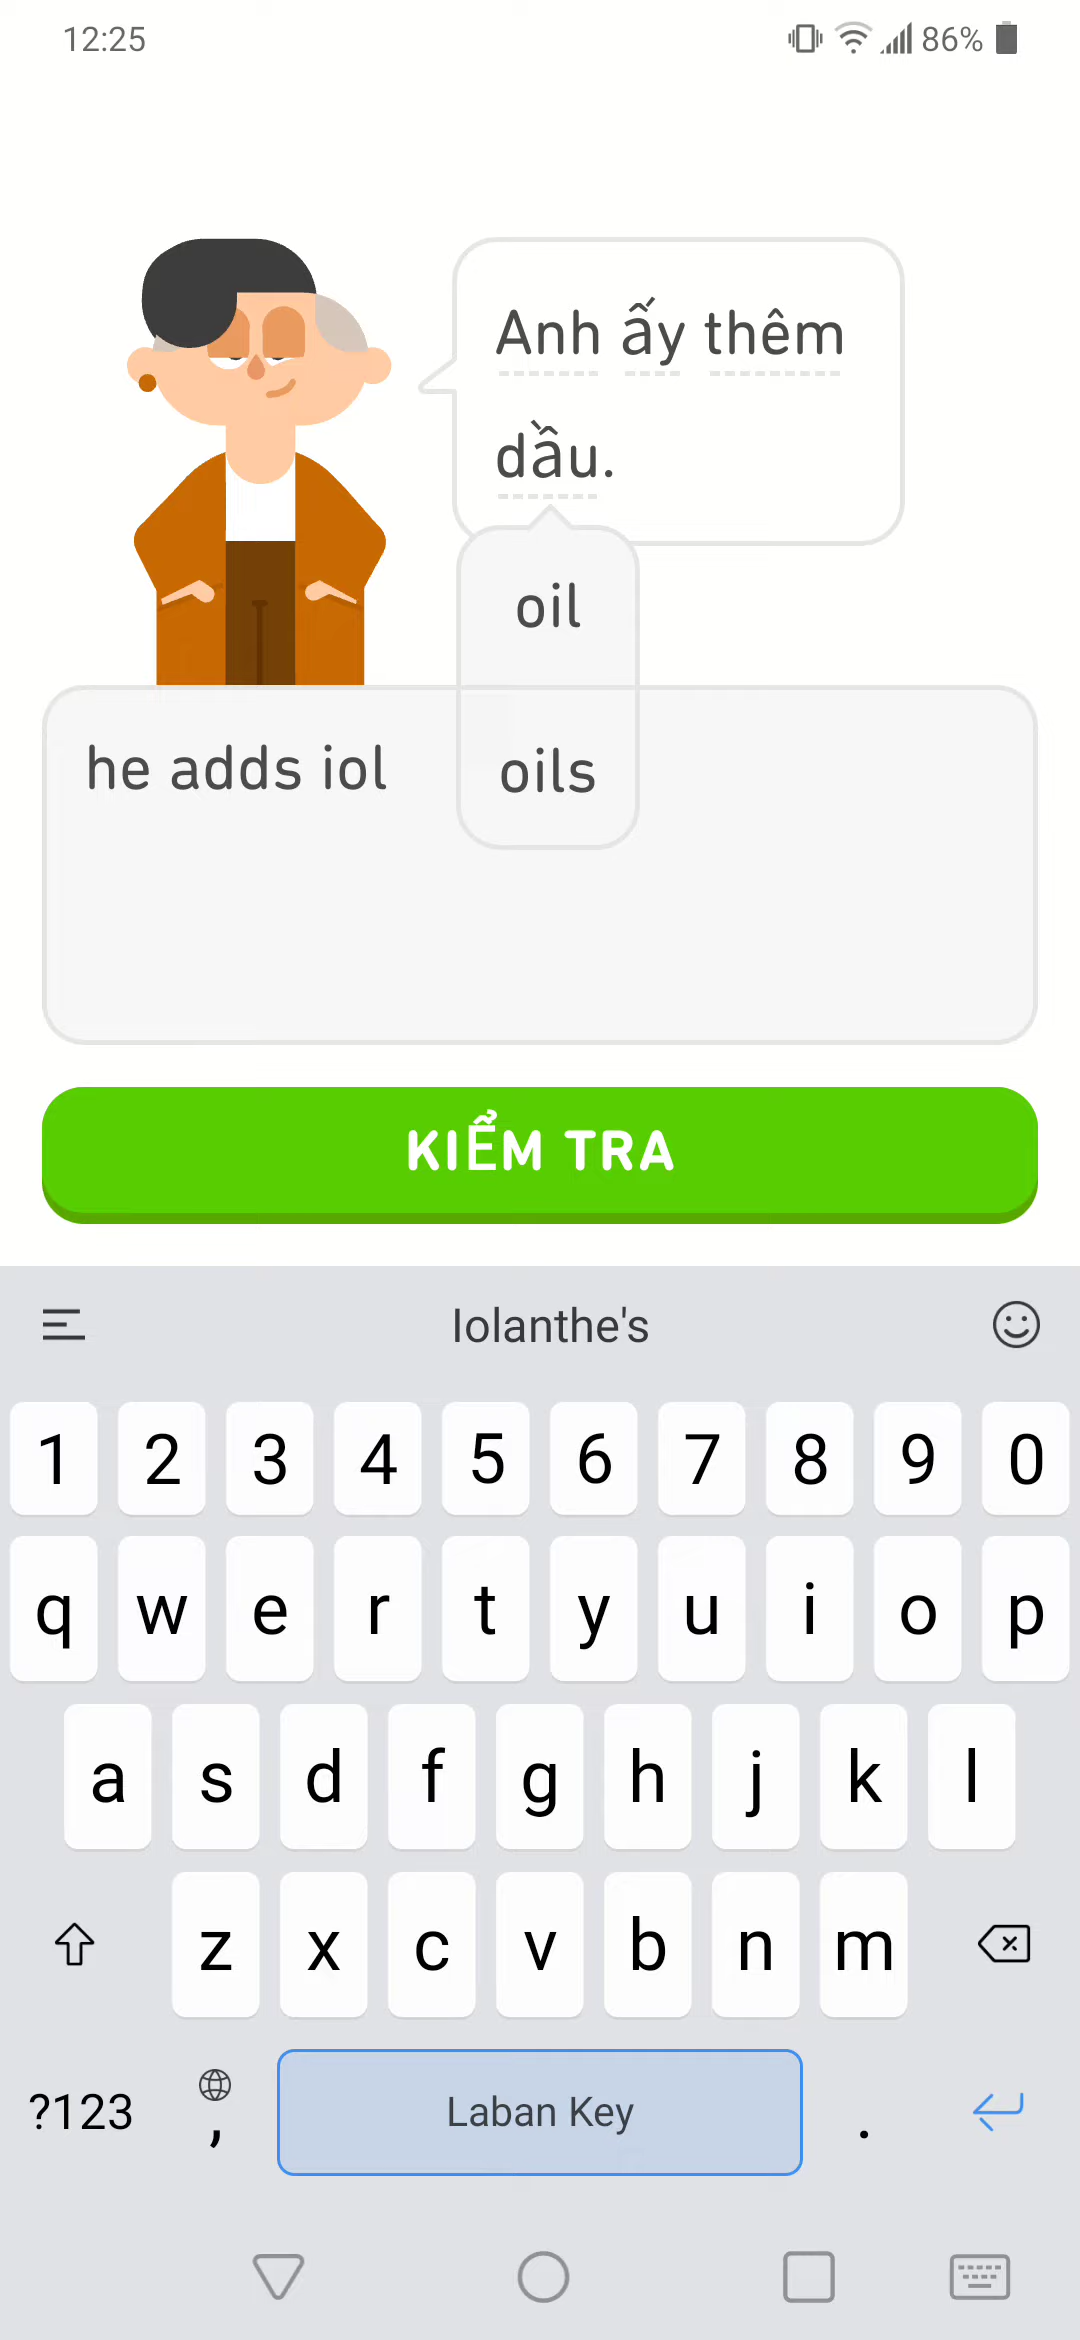 12:25
86%
Anh ấy thêm
dầu.
oil
oils
he adds iol
KIỂM TRA
Iolanthe's
1 2 3 4 5 6 7 8 9 0
q w e r t y u i o p
a s d f g h j k l
z x c v b n m
?123 , Laban Key .